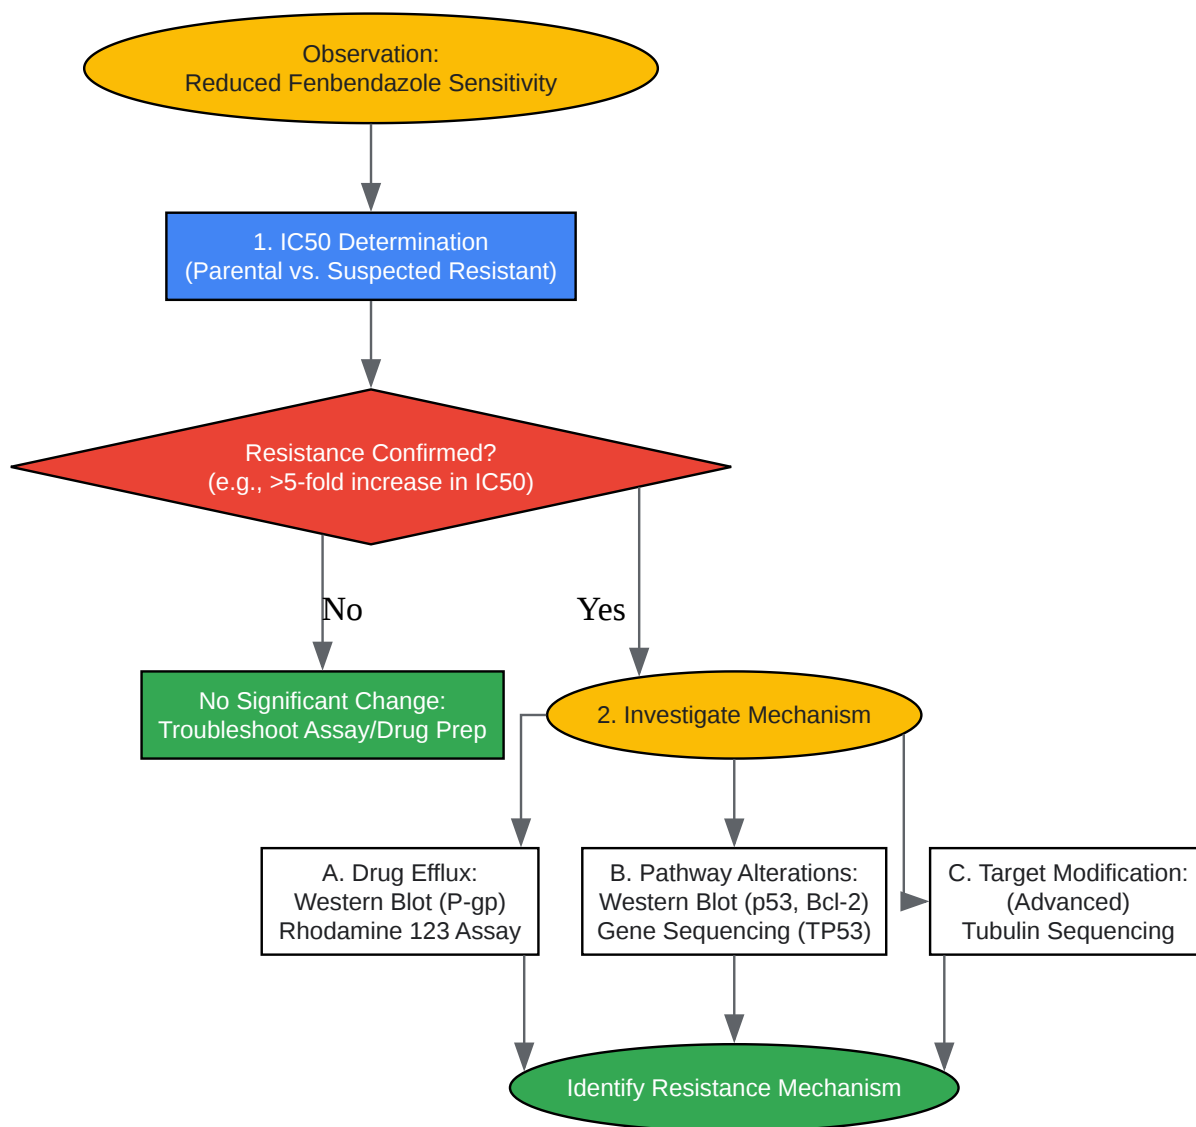 Observation:
Reduced Fenbendazole Sensitivity
1. IC50 Determination
(Parental vs. Suspected Resistant)
Resistance Confirmed?
(e.g., >5-fold increase in IC50)
No
Yes
No Significant Change:
Troubleshoot Assay/Drug Prep
2. Investigate Mechanism
A. Drug Efflux:
Western Blot (P-gp)
Rhodamine 123 Assay
B. Pathway Alterations:
Western Blot (p53, Bcl-2)
Gene Sequencing (TP53)
C. Target Modification:
(Advanced)
Tubulin Sequencing
Identify Resistance Mechanism